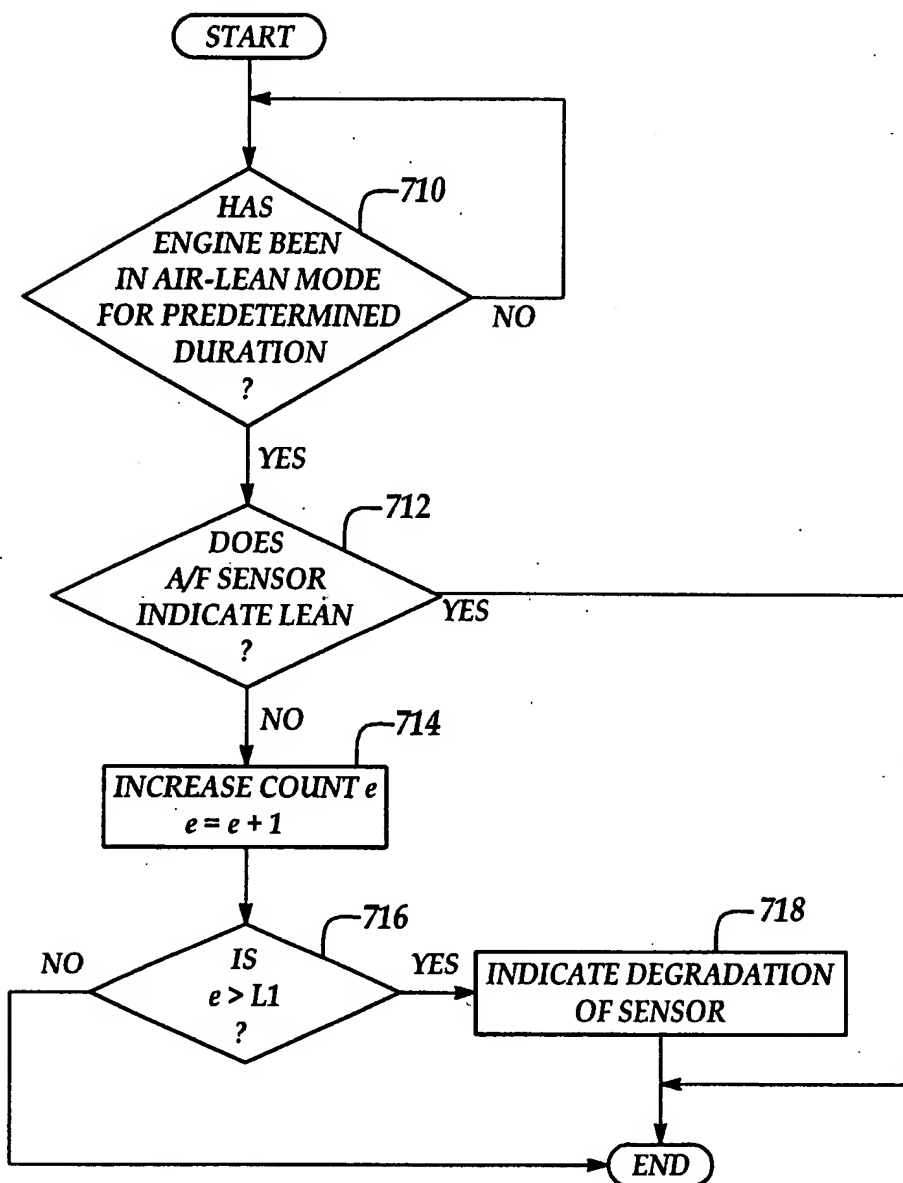 START
710
HAS
ENGINE BEEN
IN AIR-LEAN MODE
FOR PREDETERMINED
DURATION
?
NO
YES
712
DOES
A/F SENSOR
INDICATE LEAN
?
YES
NO
714
INCREASE COUNT e
e = e + 1
716
IS
e > L1
?
NO
YES
718
INDICATE DEGRADATION
OF SENSOR
END